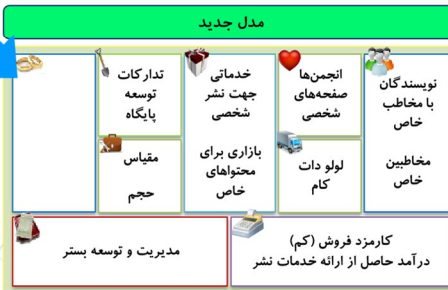 مدل جدید
نویسندگان
با مخاطب
خاص
مخاطبین
خاص
انجمن‌ها
صفحه‌های
شخصی
لولو دات
کام
خدماتی
جهت نشر
شخصی
بازاری برای
محتواهای
خاص
تدارکات
توسعه
پایگاه
مقیاس
حجم
کارمزد فروش (کم)
درآمد حاصل از ارائه خدمات نشر
مدیریت و توسعه بستر